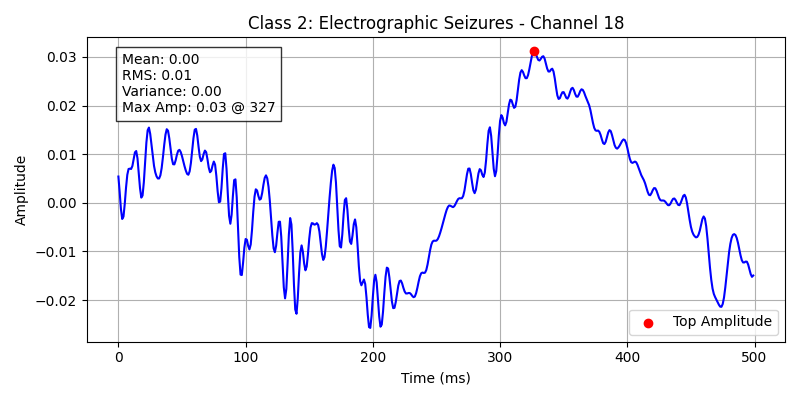 Class 2: Electrographic Seizures - Channel 18
Mean: 0.00
RMS: 0.01
Variance: 0.00
Max Amp: 0.03 @ 327
Amplitude
0.03
0.02
0.01
0.00
−0.01
−0.02
Top Amplitude
0
100
200
300
400
500
Time (ms)